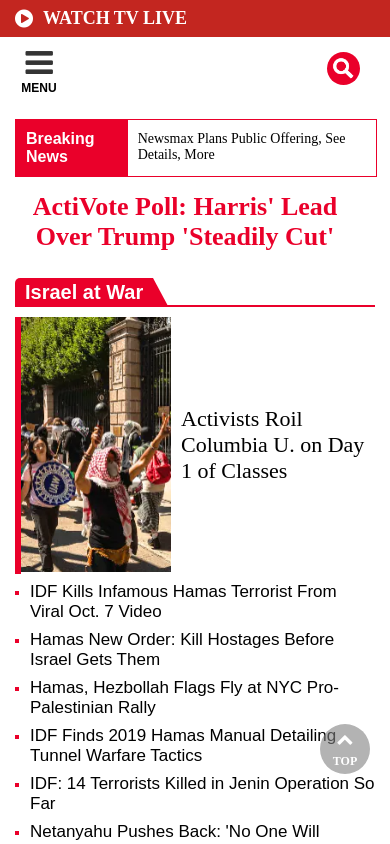 WATCH TV LIVE
MENU
Breaking
News
Newsmax Plans Public Offering, See
Details, More
ActiVote Poll: Harris' Lead
Over Trump 'Steadily Cut'
Israel at War
Activists Roil
Columbia U. on Day
1 of Classes
IDF Kills Infamous Hamas Terrorist From
Viral Oct. 7 Video
Hamas New Order: Kill Hostages Before
Israel Gets Them
Hamas, Hezbollah Flags Fly at NYC Pro-
Palestinian Rally
IDF Finds 2019 Hamas Manual Detailing
Tunnel Warfare Tactics
TOP
IDF: 14 Terrorists Killed in Jenin Operation So
Far
Netanyahu Pushes Back: 'No One Will